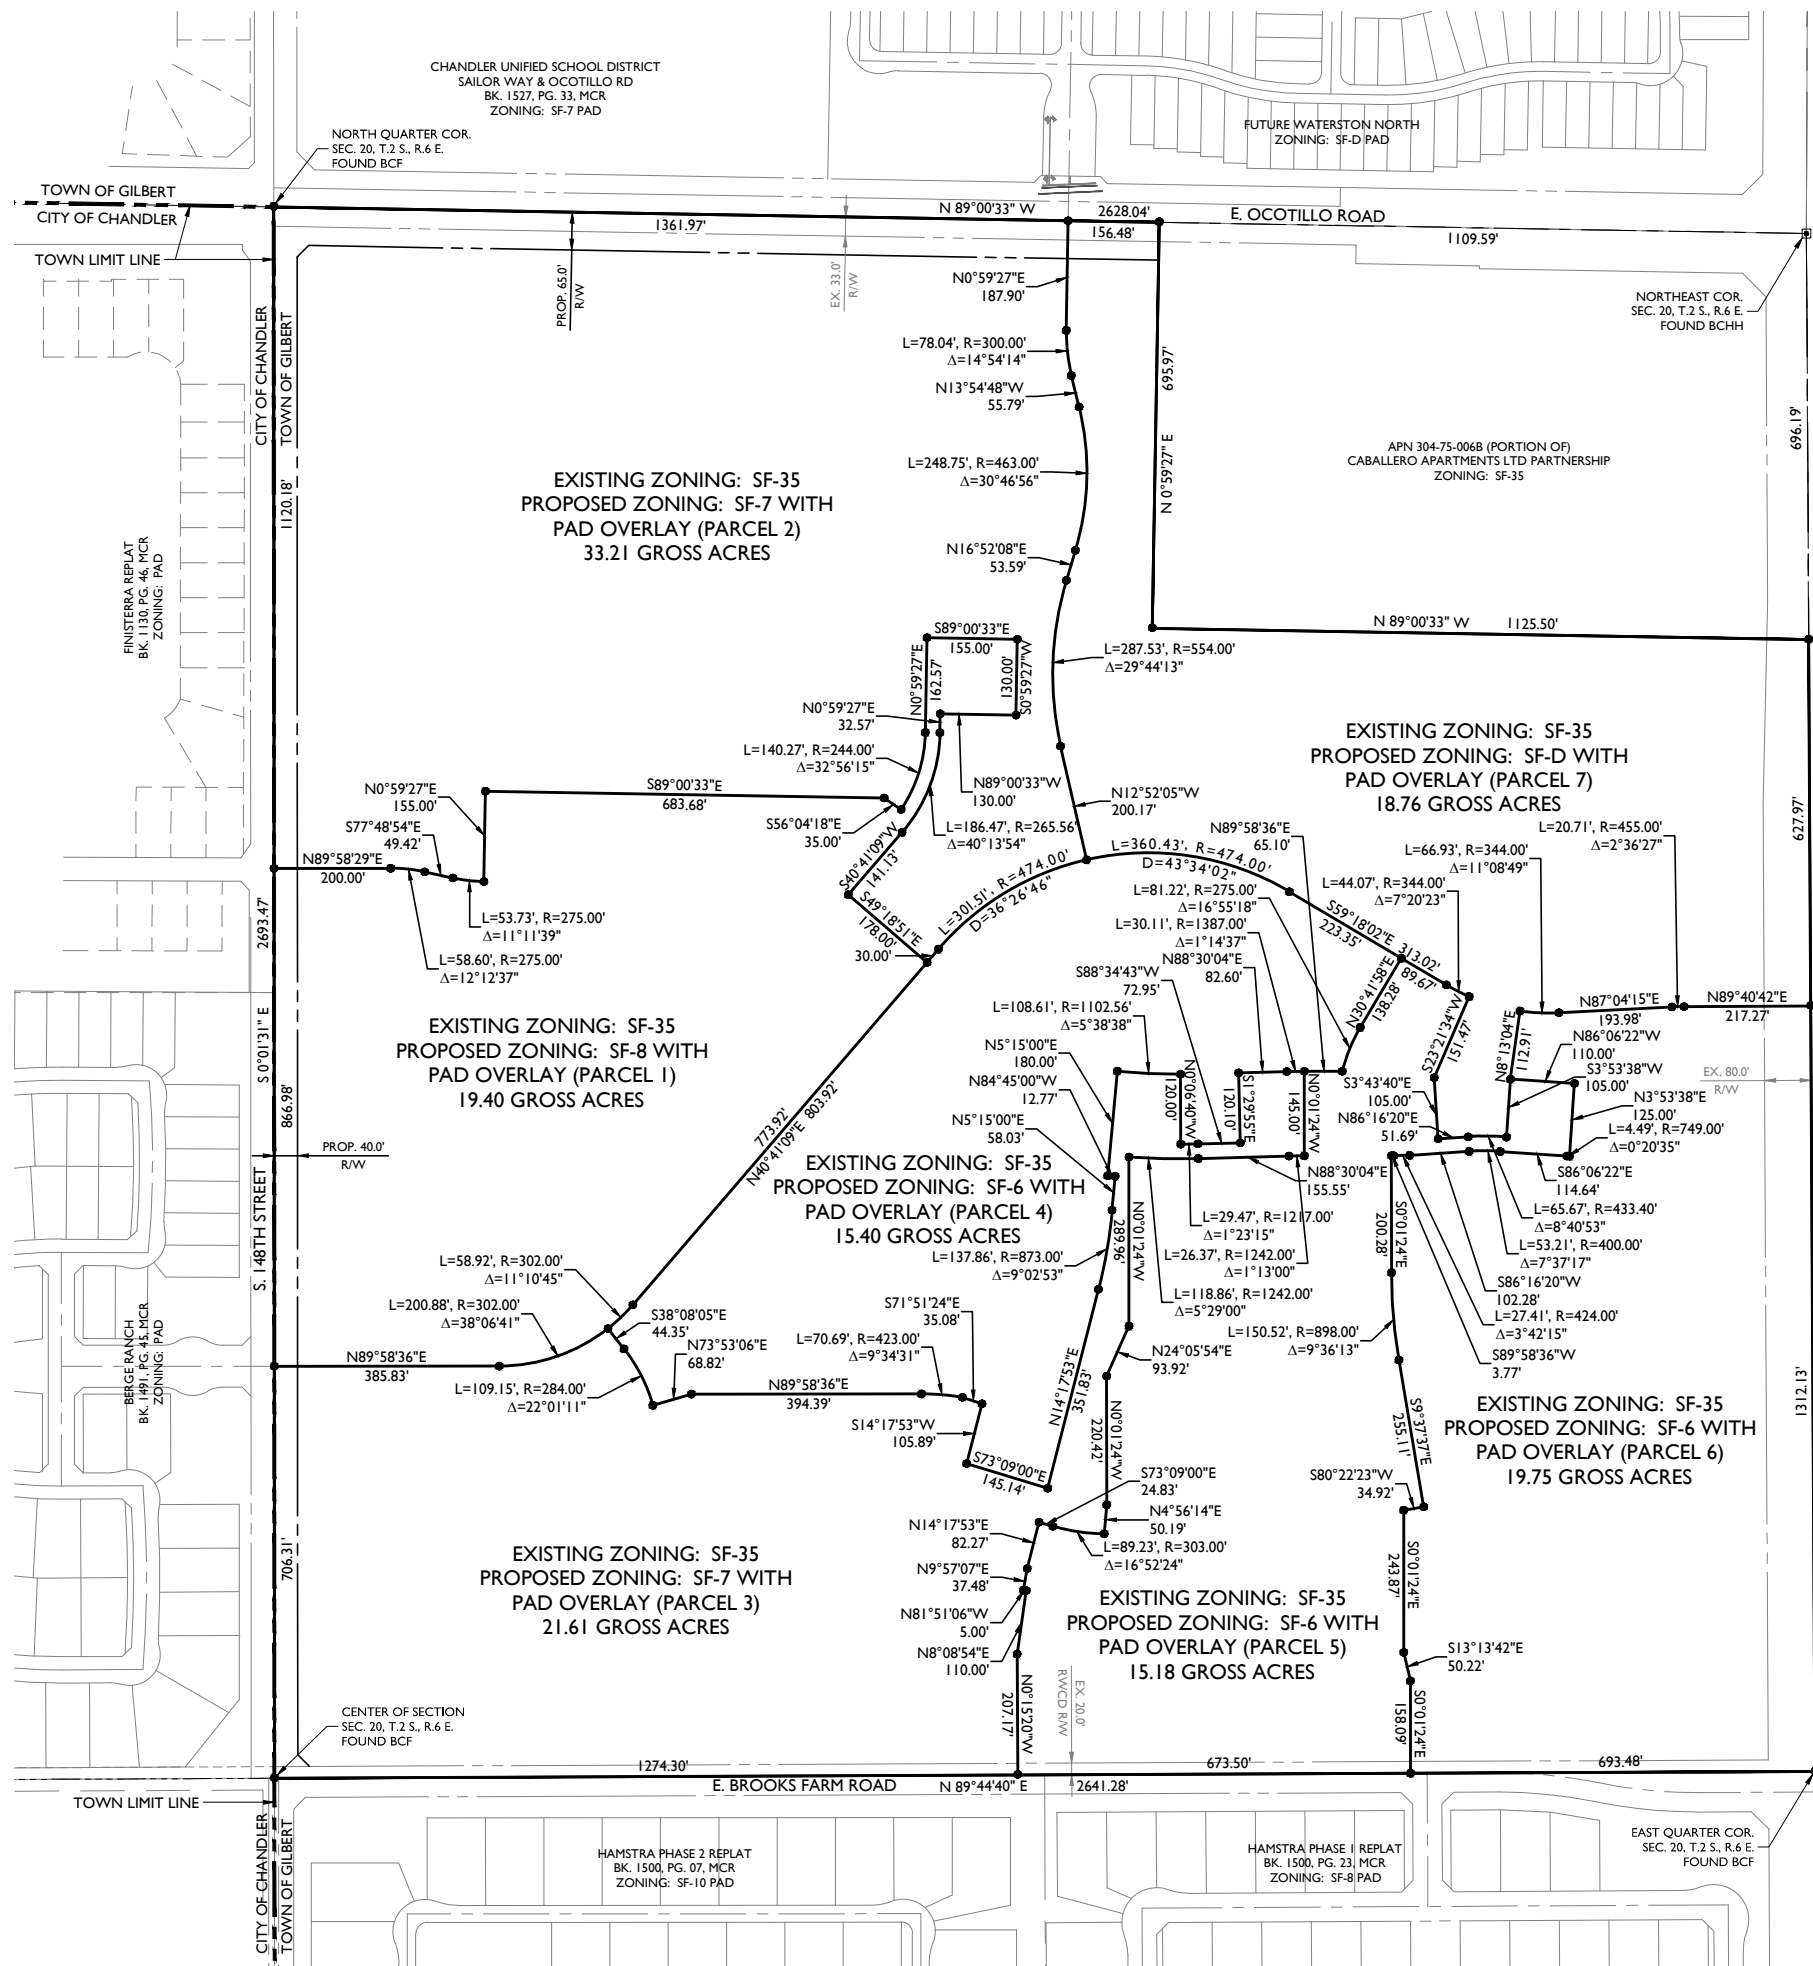 CHANDLER UNIFIED SCHOOL DISTRICT
SAILOR WAY & OCOTILLO RD
BK. 1527, PG. 33, MCR
ZONING: SF-7 PAD
FUTURE WATERSTON NORTH
ZONING: SF-D PAD
NORTH QUARTER COR.
SEC. 20, T.2 S., R.6 E.
FOUND BCF
TOWN OF GILBERT
CITY OF CHANDLER
TOWN LIMIT LINE
N 89°00'33" W
2628.04'
E. OCOTILLO ROAD
1361.97'
156.48'
1109.59'
PROP. 65.0'
R/W
EX. 33.0'
R/W
NORTHEAST COR.
SEC. 20, T.2 S., R.6 E.
FOUND BCHH
CITY OF CHANDLER
TOWN OF GILBERT
N0°59'27"E
187.90'
L=78.04', R=300.00'
Δ=14°54'14"
N13°54'48"W
55.79'
L=248.75', R=463.00'
Δ=30°46'56"
N16°52'08"E
53.59'
695.97'
N 0°59'27" E
696.19'
APN 304-75-006B (PORTION OF)
CABALLERO APARTMENTS LTD PARTNERSHIP
ZONING: SF-35
EXISTING ZONING: SF-35
PROPOSED ZONING: SF-7 WITH
PAD OVERLAY (PARCEL 2)
33.21 GROSS ACRES
1120.18'
FINISTERRA REPLAT
BK. 1130, PG. 46, MCR
ZONING: PAD
N 89°00'33" W
1125.50'
S89°00'33"E
155.00'
N0°59'27"E
162.57'
130.00'
S0°59'27"W
L=287.53', R=554.00'
Δ=29°44'13"
N0°59'27"E
32.57'
L=140.27', R=244.00'
Δ=32°56'15"
N89°00'33"W
130.00'
EXISTING ZONING: SF-35
PROPOSED ZONING: SF-D WITH
PAD OVERLAY (PARCEL 7)
18.76 GROSS ACRES
627.97'
N0°59'27"E
155.00'
S89°00'33"E
683.68'
S77°48'54"E
49.42'
S56°04'18"E
35.00'
L=186.47', R=265.56'
Δ=40°13'54"
N12°52'05"W
200.17'
N89°58'29"E
200.00'
S40°41'09"W
141.13'
S49°18'51"E
178.00'
30.00'
L=301.51', R=474.00'
D=36°26'46"
L=360.43', R=474.00'
D=43°34'02"
N89°58'36"E
65.10'
L=20.71', R=455.00'
Δ=2°36'27"
L=66.93', R=344.00'
Δ=11°08'49"
L=44.07', R=344.00'
Δ=7°20'23"
L=81.22', R=275.00'
Δ=16°55'18"
L=30.11', R=1387.00'
Δ=1°14'37"
N88°30'04"E
82.60'
S88°34'43"W
72.95'
S59°18'02"E
223.35'
313.02'
89.67'
N30°41'58"E
138.28'
S23°21'34"W
151.47'
L=53.73', R=275.00'
Δ=11°11'39"
L=58.60', R=275.00'
Δ=12°12'37"
2693.47'
S 0°01'31" E
N8°13'04"E
112.91'
N87°04'15"E
193.98'
N89°40'42"E
217.27'
N86°06'22"W
110.00'
S3°53'38"W
105.00'
EX. 80.0'
R/W
N3°53'38"E
125.00'
L=4.49', R=749.00'
Δ=0°20'35"
L=108.61', R=1102.56'
Δ=5°38'38"
N5°15'00"E
180.00'
N84°45'00"W
12.77'
N5°15'00"E
58.03'
N0°06'40"W
120.00'
S1°29'55"E
120.10'
N0°01'24"W
145.00'
S3°43'40"E
105.00'
N86°16'20"E
51.69'
EXISTING ZONING: SF-35
PROPOSED ZONING: SF-8 WITH
PAD OVERLAY (PARCEL 1)
19.40 GROSS ACRES
866.98'
PROP. 40.0'
R/W
S. 148TH STREET
773.92'
N40°41'09"E 803.92'
EXISTING ZONING: SF-35
PROPOSED ZONING: SF-6 WITH
PAD OVERLAY (PARCEL 4)
15.40 GROSS ACRES
L=137.86', R=873.00'
Δ=9°02'53"
289.96'
N0°01'24"W
N88°30'04"E
155.55'
L=29.47', R=1217.00'
Δ=1°23'15"
L=26.37', R=1242.00'
Δ=1°13'00"
L=118.86', R=1242.00'
Δ=5°29'00"
S0°01'24"E
200.28'
S86°06'22"E
114.64'
L=65.67', R=433.40'
Δ=8°40'53"
L=53.21', R=400.00'
Δ=7°37'17"
S86°16'20"W
102.28'
L=27.41', R=424.00'
Δ=3°42'15"
S89°58'36"W
3.77'
L=150.52', R=898.00'
Δ=9°36'13"
L=58.92', R=302.00'
Δ=11°10'45"
L=200.88', R=302.00'
Δ=38°06'41"
S38°08'05"E
44.35'
N73°53'06"E
68.82'
N89°58'36"E
385.83'
L=109.15', R=284.00'
Δ=22°01'11"
N89°58'36"E
394.39'
L=70.69', R=423.00'
Δ=9°34'31"
S71°51'24"E
35.08'
S14°17'53"W
105.89'
S73°09'00"E
145.14'
N14°17'53"E
351.83'
N24°05'54"E
93.92'
N0°01'24"W
220.42'
BERGE RANCH
BK. 1491, PG. 45, MCR
ZONING: PAD
S9°37'37"E
255.11'
EXISTING ZONING: SF-35
PROPOSED ZONING: SF-6 WITH
PAD OVERLAY (PARCEL 6)
19.75 GROSS ACRES
1312.13'
S80°22'23"W
34.92'
S73°09'00"E
24.83'
N4°56'14"E
50.19'
L=89.23', R=303.00'
Δ=16°52'24"
N14°17'53"E
82.27'
N9°57'07"E
37.48'
N81°51'06"W
5.00'
N8°08'54"E
110.00'
N0°15'20"W
207.17'
EXISTING ZONING: SF-35
PROPOSED ZONING: SF-7 WITH
PAD OVERLAY (PARCEL 3)
21.61 GROSS ACRES
706.31'
EXISTING ZONING: SF-35
PROPOSED ZONING: SF-6 WITH
PAD OVERLAY (PARCEL 5)
15.18 GROSS ACRES
S0°01'24"E
243.87'
S13°13'42"E
50.22'
S0°01'24"E
158.09'
EX. 20.0'
RWCD R/W
CENTER OF SECTION
SEC. 20, T.2 S., R.6 E.
FOUND BCF
1274.30'
673.50'
693.48'
E. BROOKS FARM ROAD
N 89°44'40" E
2641.28'
TOWN LIMIT LINE
CITY OF CHANDLER
TOWN OF GILBERT
HAMSTRA PHASE 2 REPLAT
BK. 1500, PG. 07, MCR
ZONING: SF-10 PAD
HAMSTRA PHASE 1 REPLAT
BK. 1500, PG. 23, MCR
ZONING: SF-8 PAD
EAST QUARTER COR.
SEC. 20, T.2 S., R.6 E.
FOUND BCF